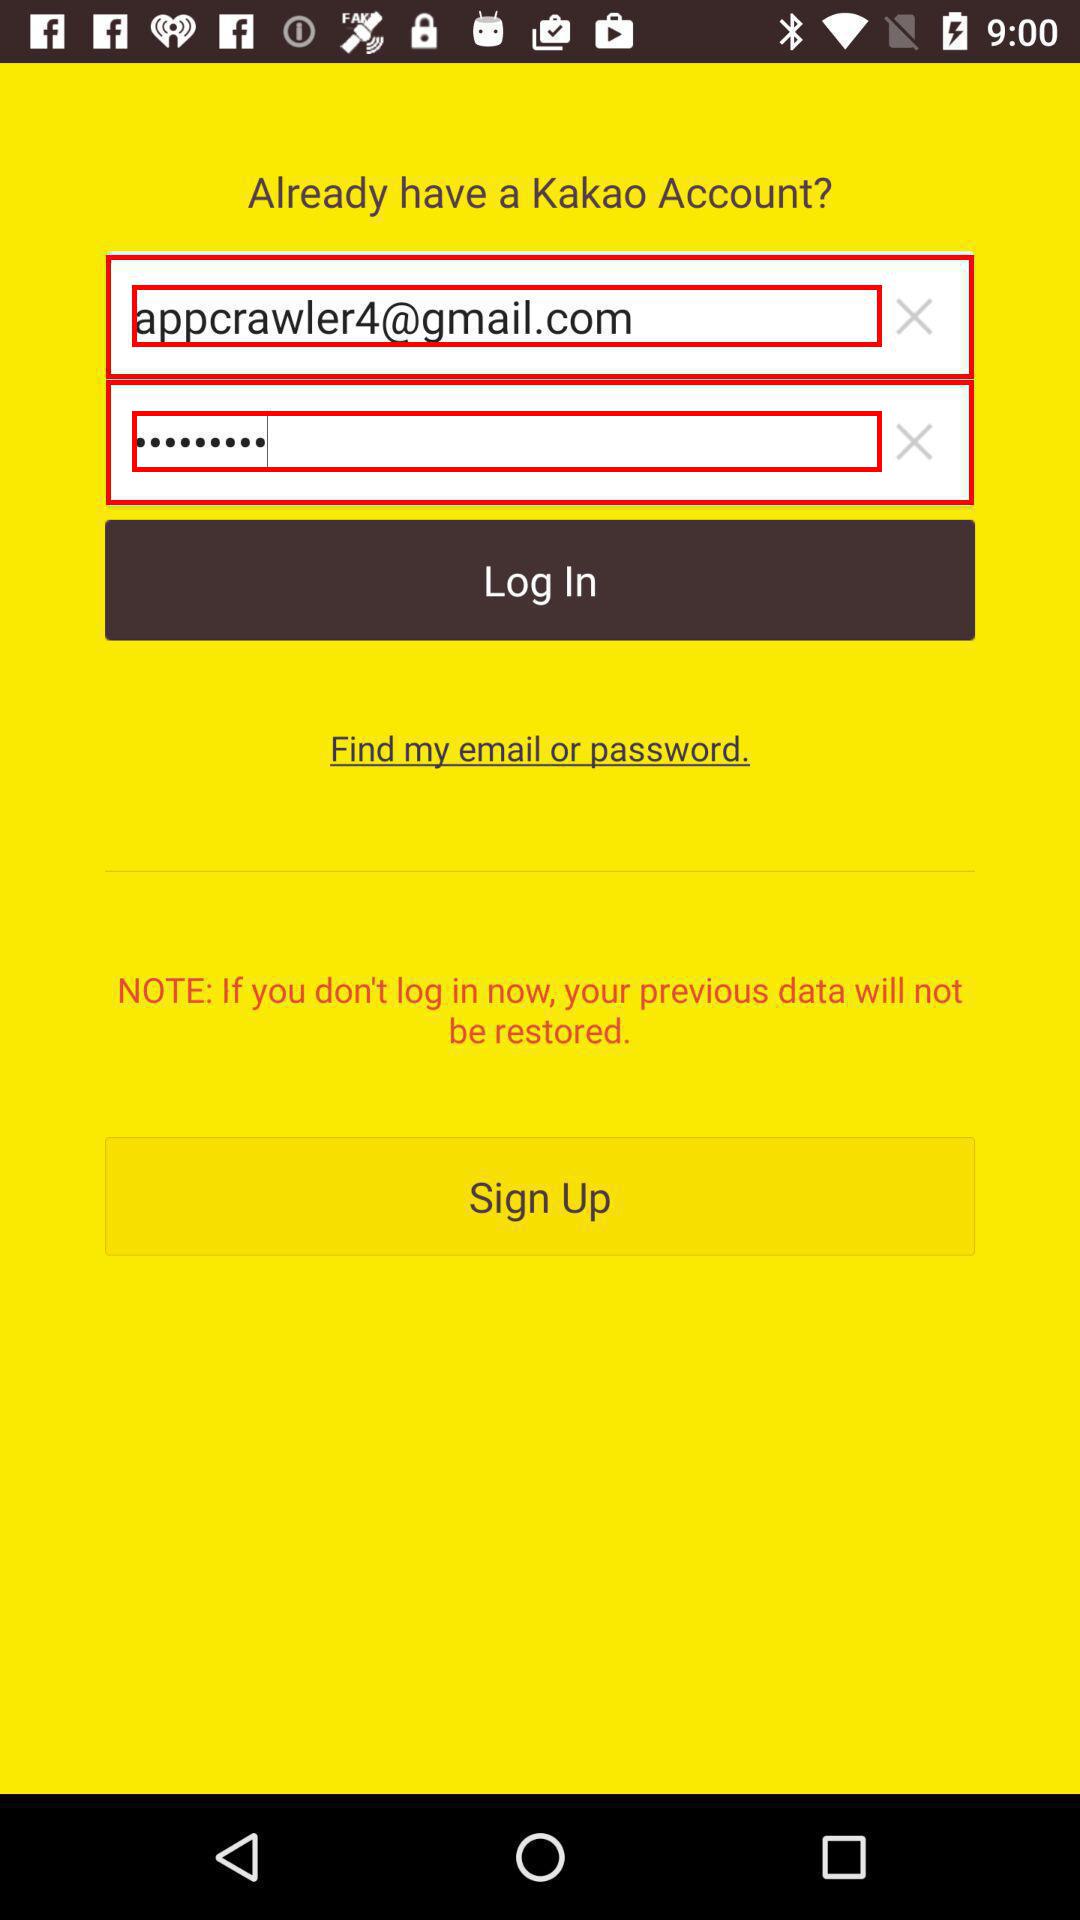 FAKE
9:00
Already have a Kakao Account?
appcrawler4@gmail.com
•••••••••
Log In
Find my email or password.
NOTE: If you don't log in now, your previous data will not
be restored.
Sign Up